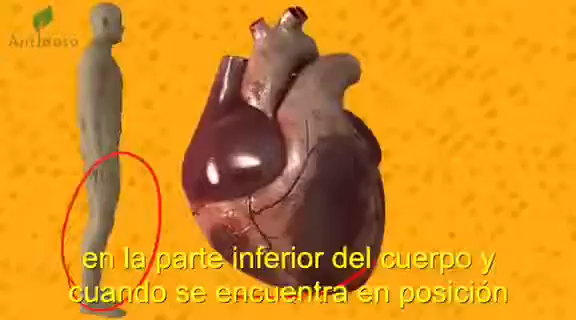 en la parte inferior del cuerpo y
cuando se encuentra en posición